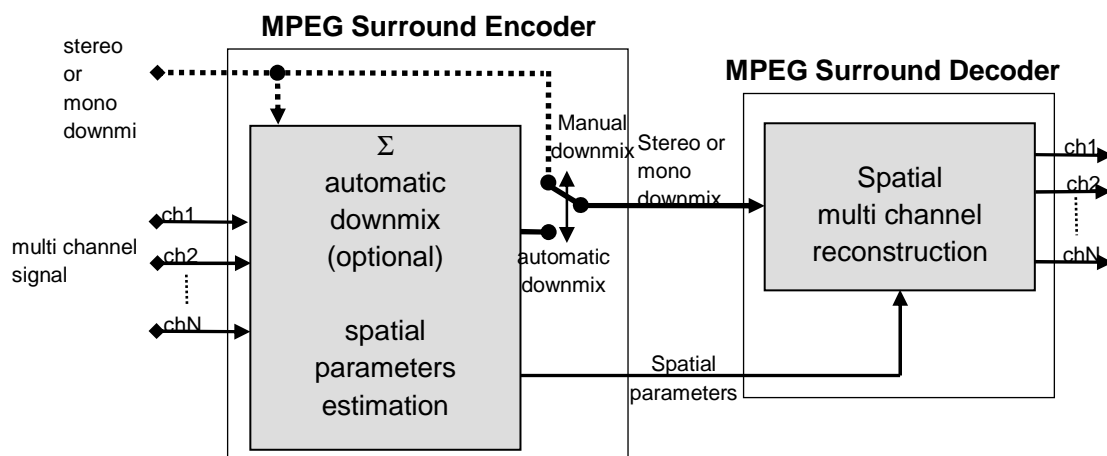 MPEG Surround Encoder
stereo
or
mono
downmi
MPEG Surround Decoder
Σ
automatic
downmix
(optional)
spatial
parameters
estimation
ch1
ch2
chN
multi channel
signal
Manual
downmix
automatic
downmix
Stereo or
mono
downmix
Spatial
parameters
Spatial
multi channel
reconstruction
ch1
ch2
chN